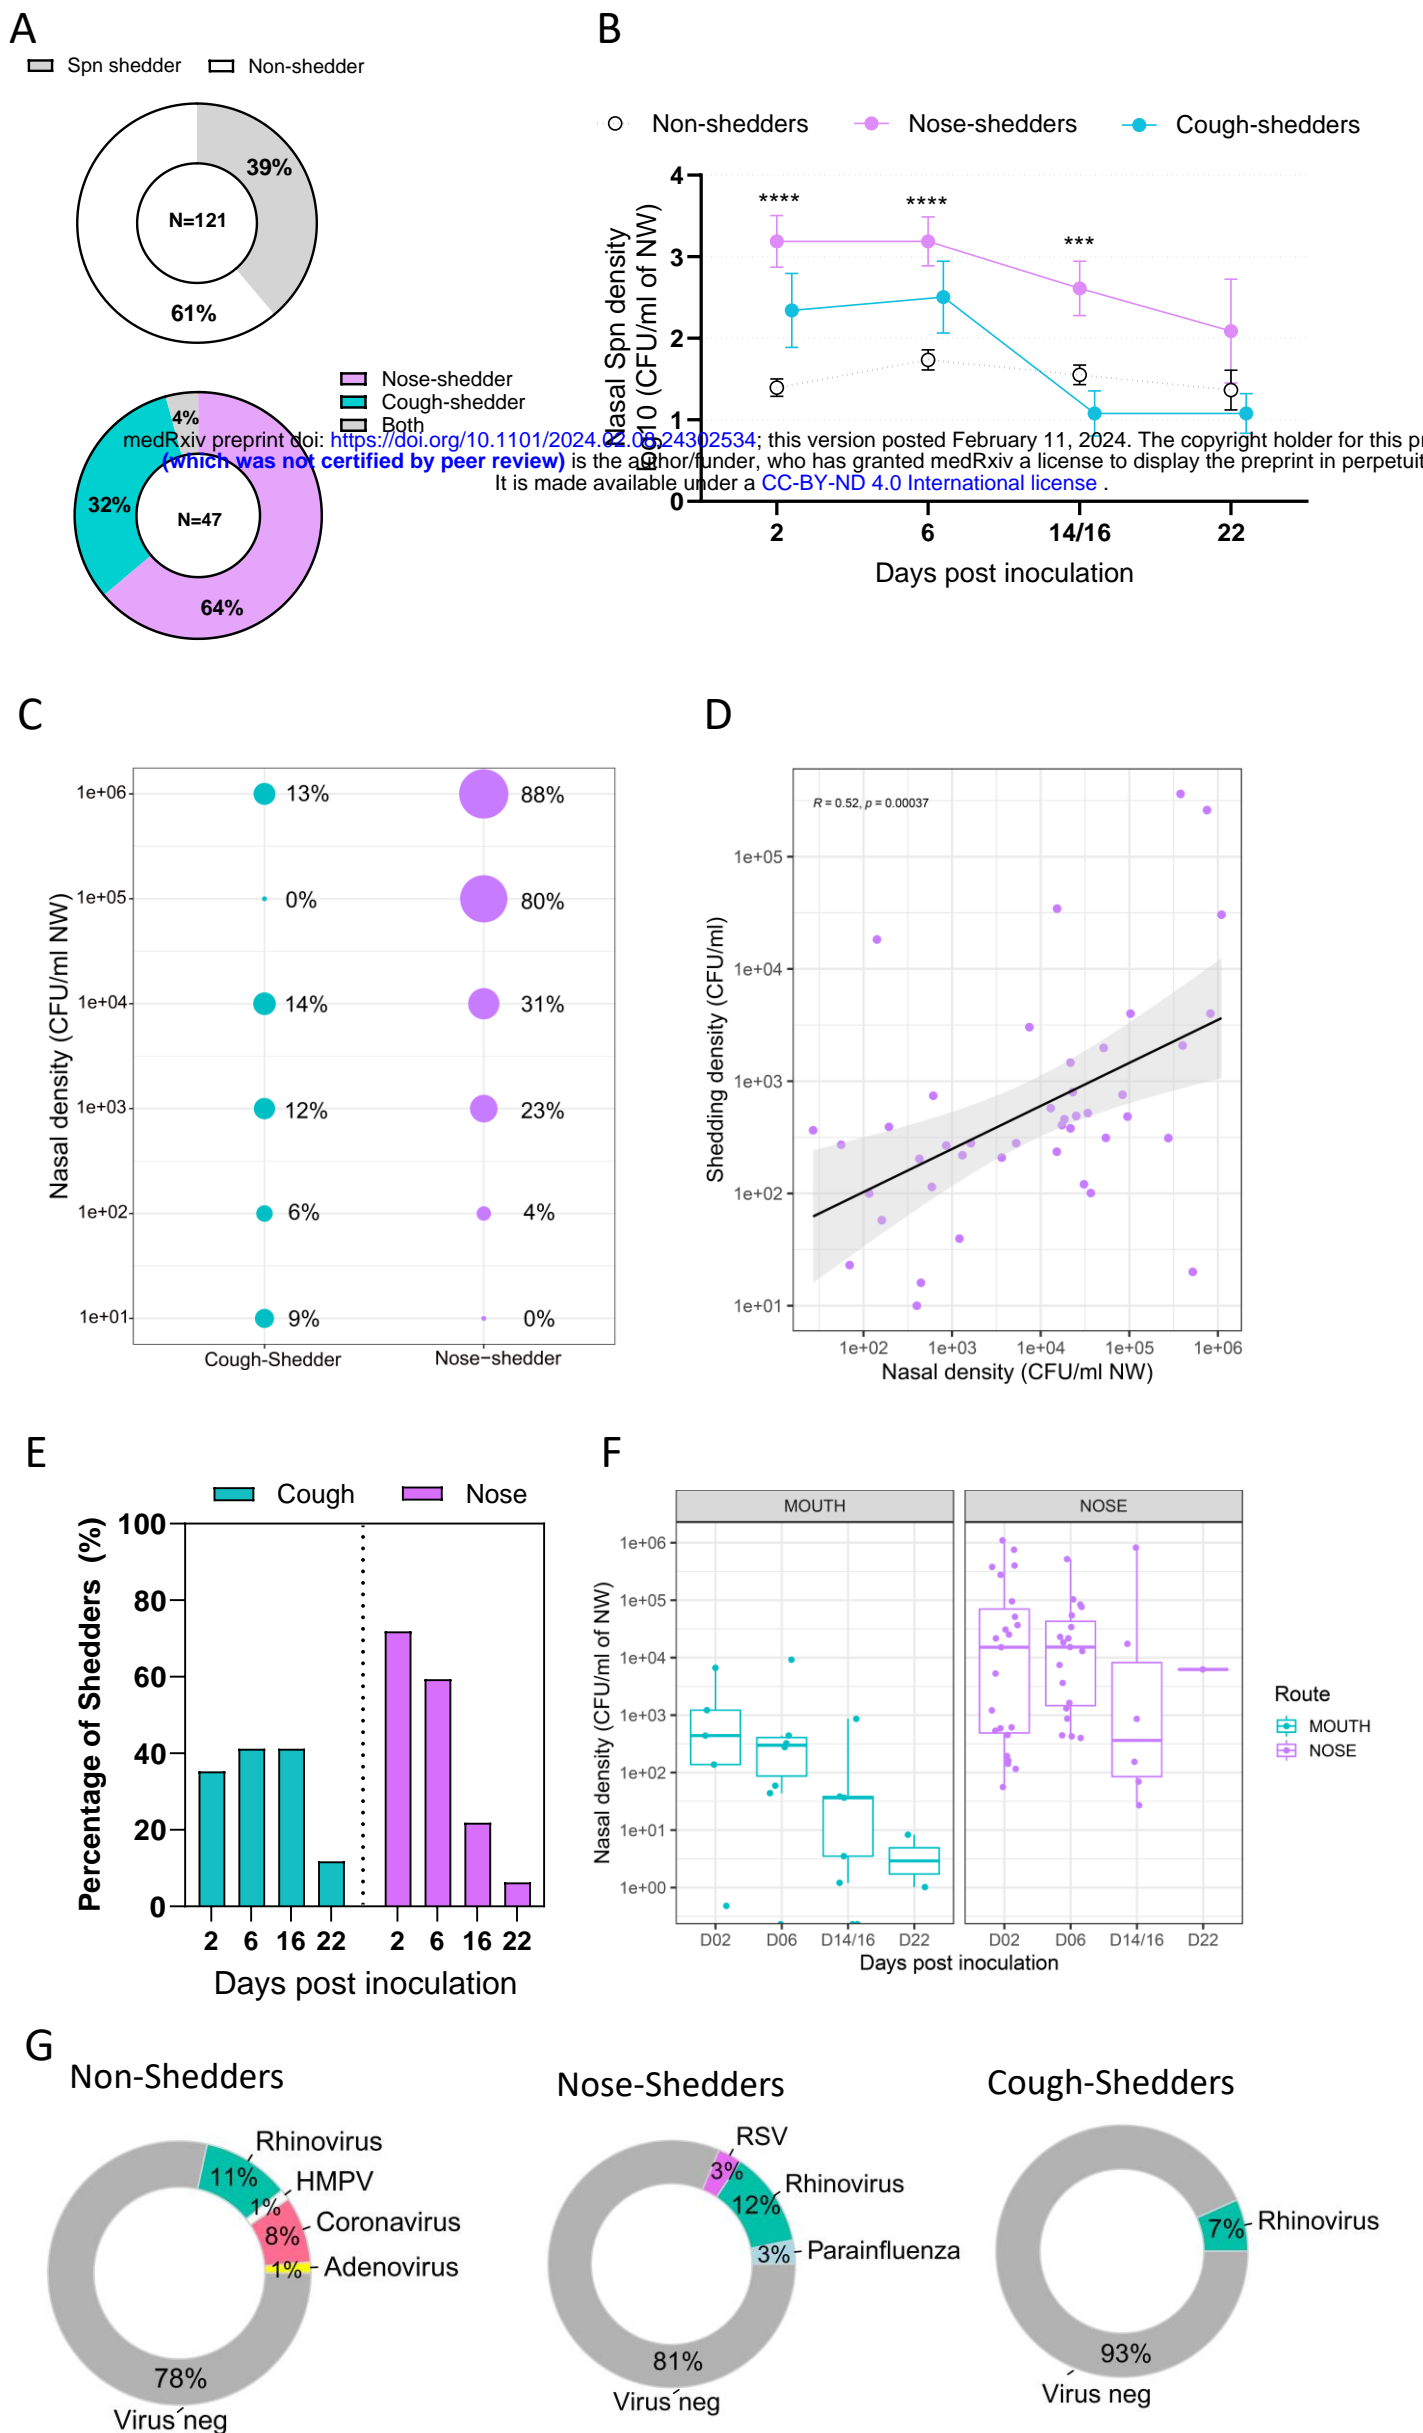 A
Spn shedder
Non-shedder
39%
N=121
61%
Nose-shedder
Cough-shedder
Both
4%
32%
N=47
64%
B
Non-shedders
Nose-shedders
Cough-shedders
Nasal Spn density
log10 (CFU/ml of NW)
4
3
2
1
0
****
****
***
2
6
14/16
22
Days post inoculation
medRxiv preprint doi: https://doi.org/10.1101/2024.02.08.24302534; this version posted February 11, 2024. The copyright holder for this
(which was not certified by peer review) is the author/funder, who has granted medRxiv a license to display the preprint in
It is made available under a CC-BY-ND 4.0 International license .
C
Nasal density (CFU/ml NW)
1e+06
13%
88%
1e+05
0%
80%
1e+04
14%
31%
1e+03
12%
23%
1e+02
6%
4%
1e+01
9%
0%
Cough-Shedder
Nose−shedder
D
R = 0.52, p = 0.00037
Shedding density (CFU/ml)
1e+05
1e+04
1e+03
1e+02
1e+01
1e+02
1e+03
1e+04
1e+05
1e+06
Nasal density (CFU/ml NW)
E
Cough
Nose
Percentage of Shedders (%)
100
80
60
40
20
0
2
6
16
22
2
6
16
22
Days post inoculation
F
MOUTH
NOSE
Nasal density (CFU/ml of NW)
1e+06
1e+05
1e+04
1e+03
1e+02
1e+01
1e+00
D02
D06
D14/16
D22
D02
D06
D14/16
D22
Days post inoculation
Route
MOUTH
NOSE
G
Non-Shedders
Rhinovirus
11%
HMPV
1%
Coronavirus
8%
Adenovirus
1%
78%
Virus neg
Nose-Shedders
RSV
3%
Rhinovirus
12%
Parainfluenza
3%
81%
Virus neg
Cough-Shedders
Rhinovirus
7%
93%
Virus neg